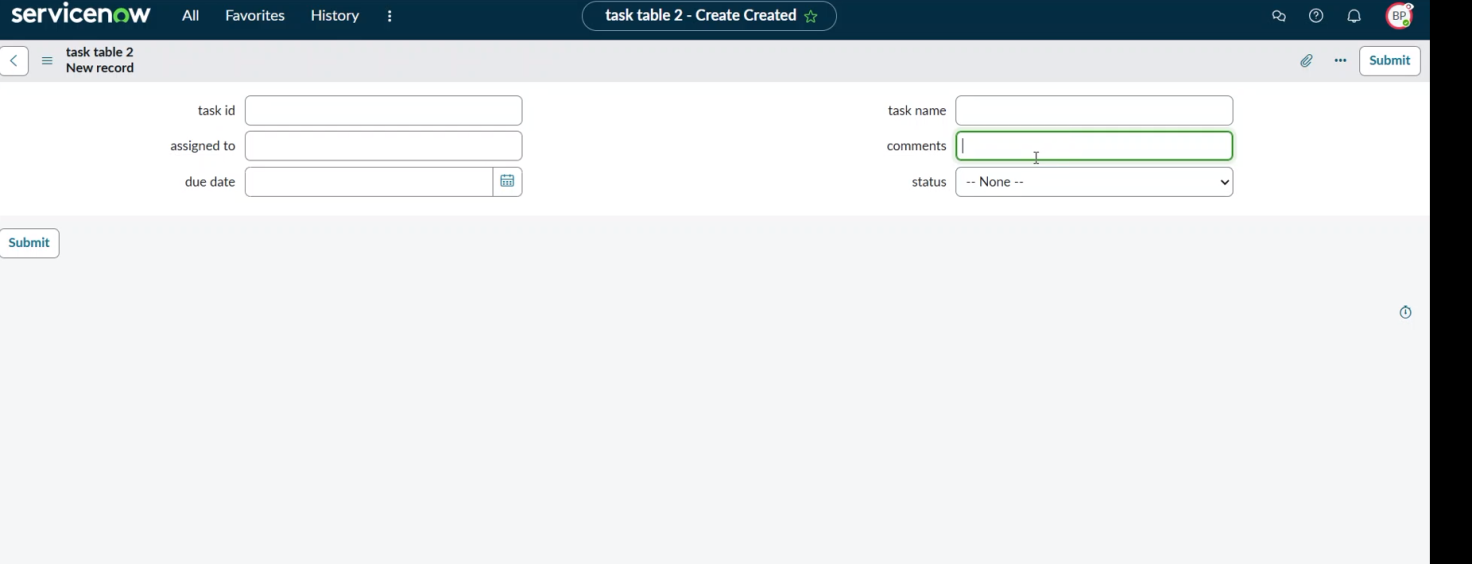 servicenow All Favorites History task table 2 - Create Created BP
task table 2
New record
Submit
task id
task name
assigned to
comments
due date
status -- None --
Submit